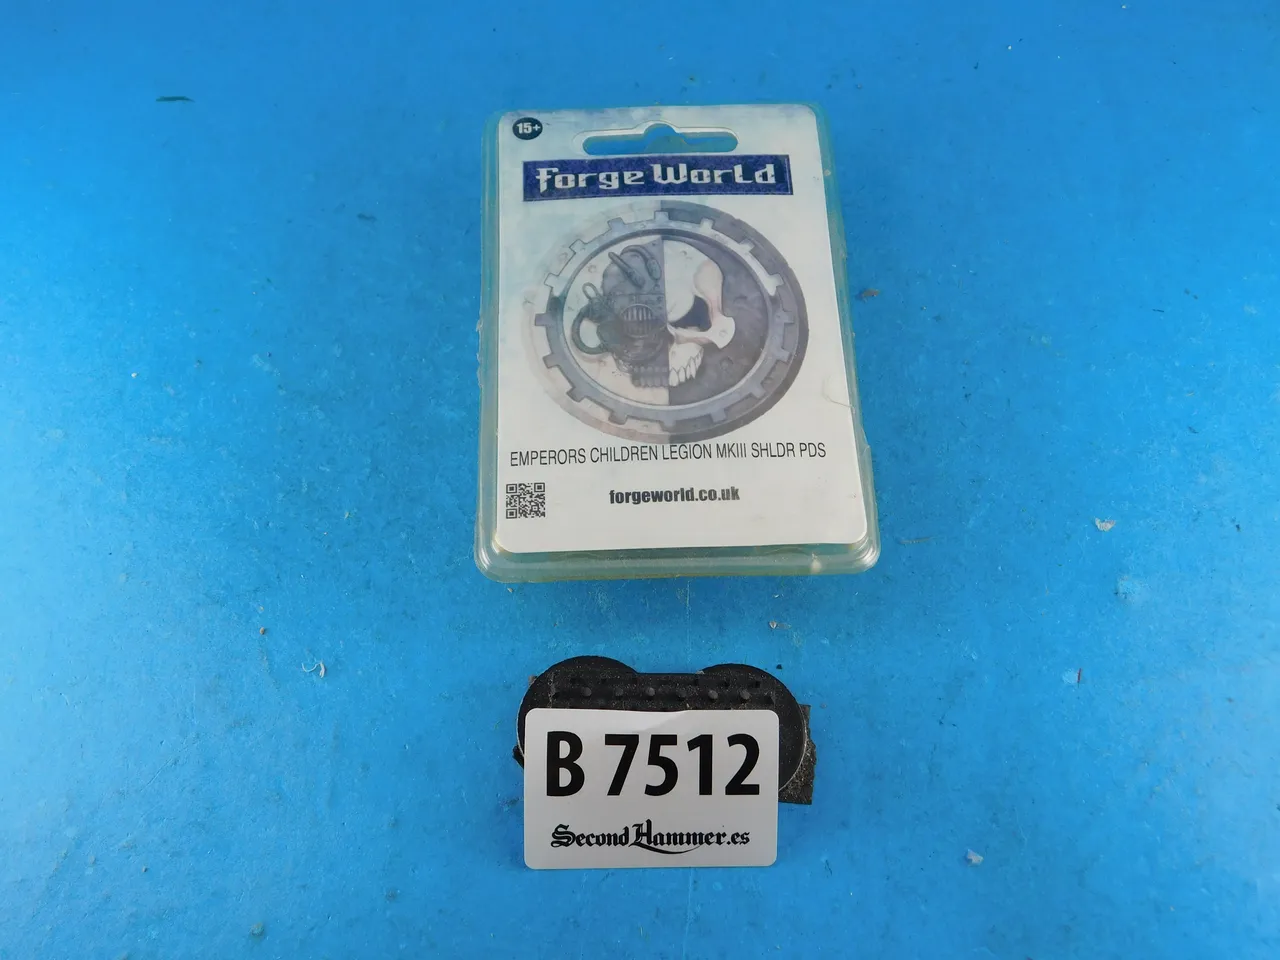 15+
Forge World
EMPERORS CHILDREN LEGION MKIII SHLDR PDS
forgeworld.co.uk
B 7512
SecondHammer.es